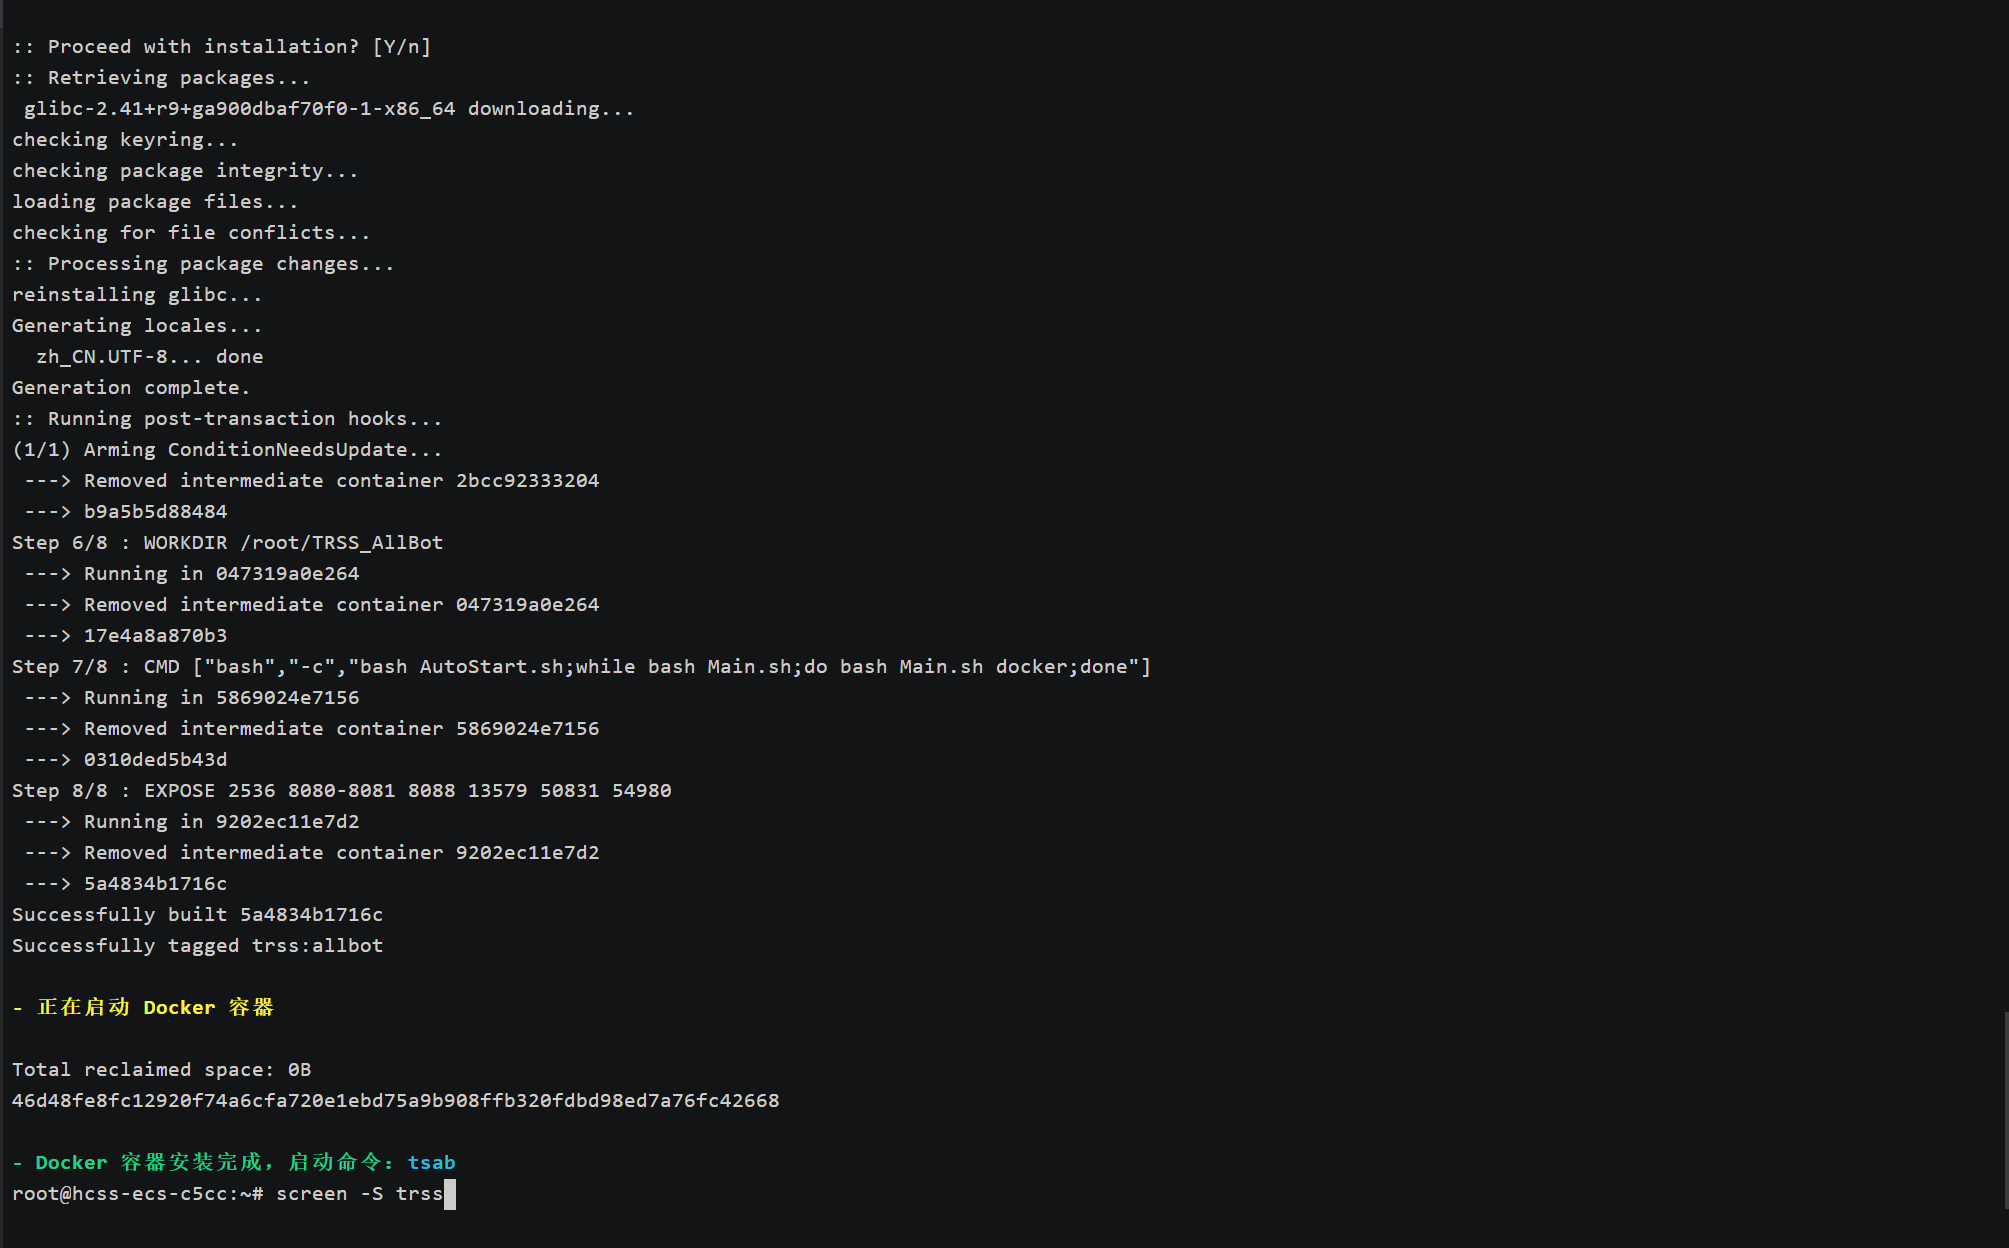 :: Proceed with installation? [Y/n]
:: Retrieving packages...
 glibc-2.41+r9+ga900dbaf70f0-1-x86_64 downloading...
checking keyring...
checking package integrity...
loading package files...
checking for file conflicts...
:: Processing package changes...
reinstalling glibc...
Generating locales...
  zh_CN.UTF-8... done
Generation complete.
:: Running post-transaction hooks...
(1/1) Arming ConditionNeedsUpdate...
 ---> Removed intermediate container 2bcc92333204
 ---> b9a5b5d88484
Step 6/8 : WORKDIR /root/TRSS_AllBot
 ---> Running in 047319a0e264
 ---> Removed intermediate container 047319a0e264
 ---> 17e4a8a870b3
Step 7/8 : CMD ["bash","-c","bash AutoStart.sh;while bash Main.sh;do bash Main.sh docker;done"]
 ---> Running in 5869024e7156
 ---> Removed intermediate container 5869024e7156
 ---> 0310ded5b43d
Step 8/8 : EXPOSE 2536 8080-8081 8088 13579 50831 54980
 ---> Running in 9202ec11e7d2
 ---> Removed intermediate container 9202ec11e7d2
 ---> 5a4834b1716c
Successfully built 5a4834b1716c
Successfully tagged trss:allbot
- 正在启动 Docker 容器
Total reclaimed space: 0B
46d48fe8fc12920f74a6cfa720e1ebd75a9b908ffb320fdbd98ed7a76fc42668
- Docker 容器安装完成，启动命令：tsab
root@hcss-ecs-c5cc:~# screen -S trss